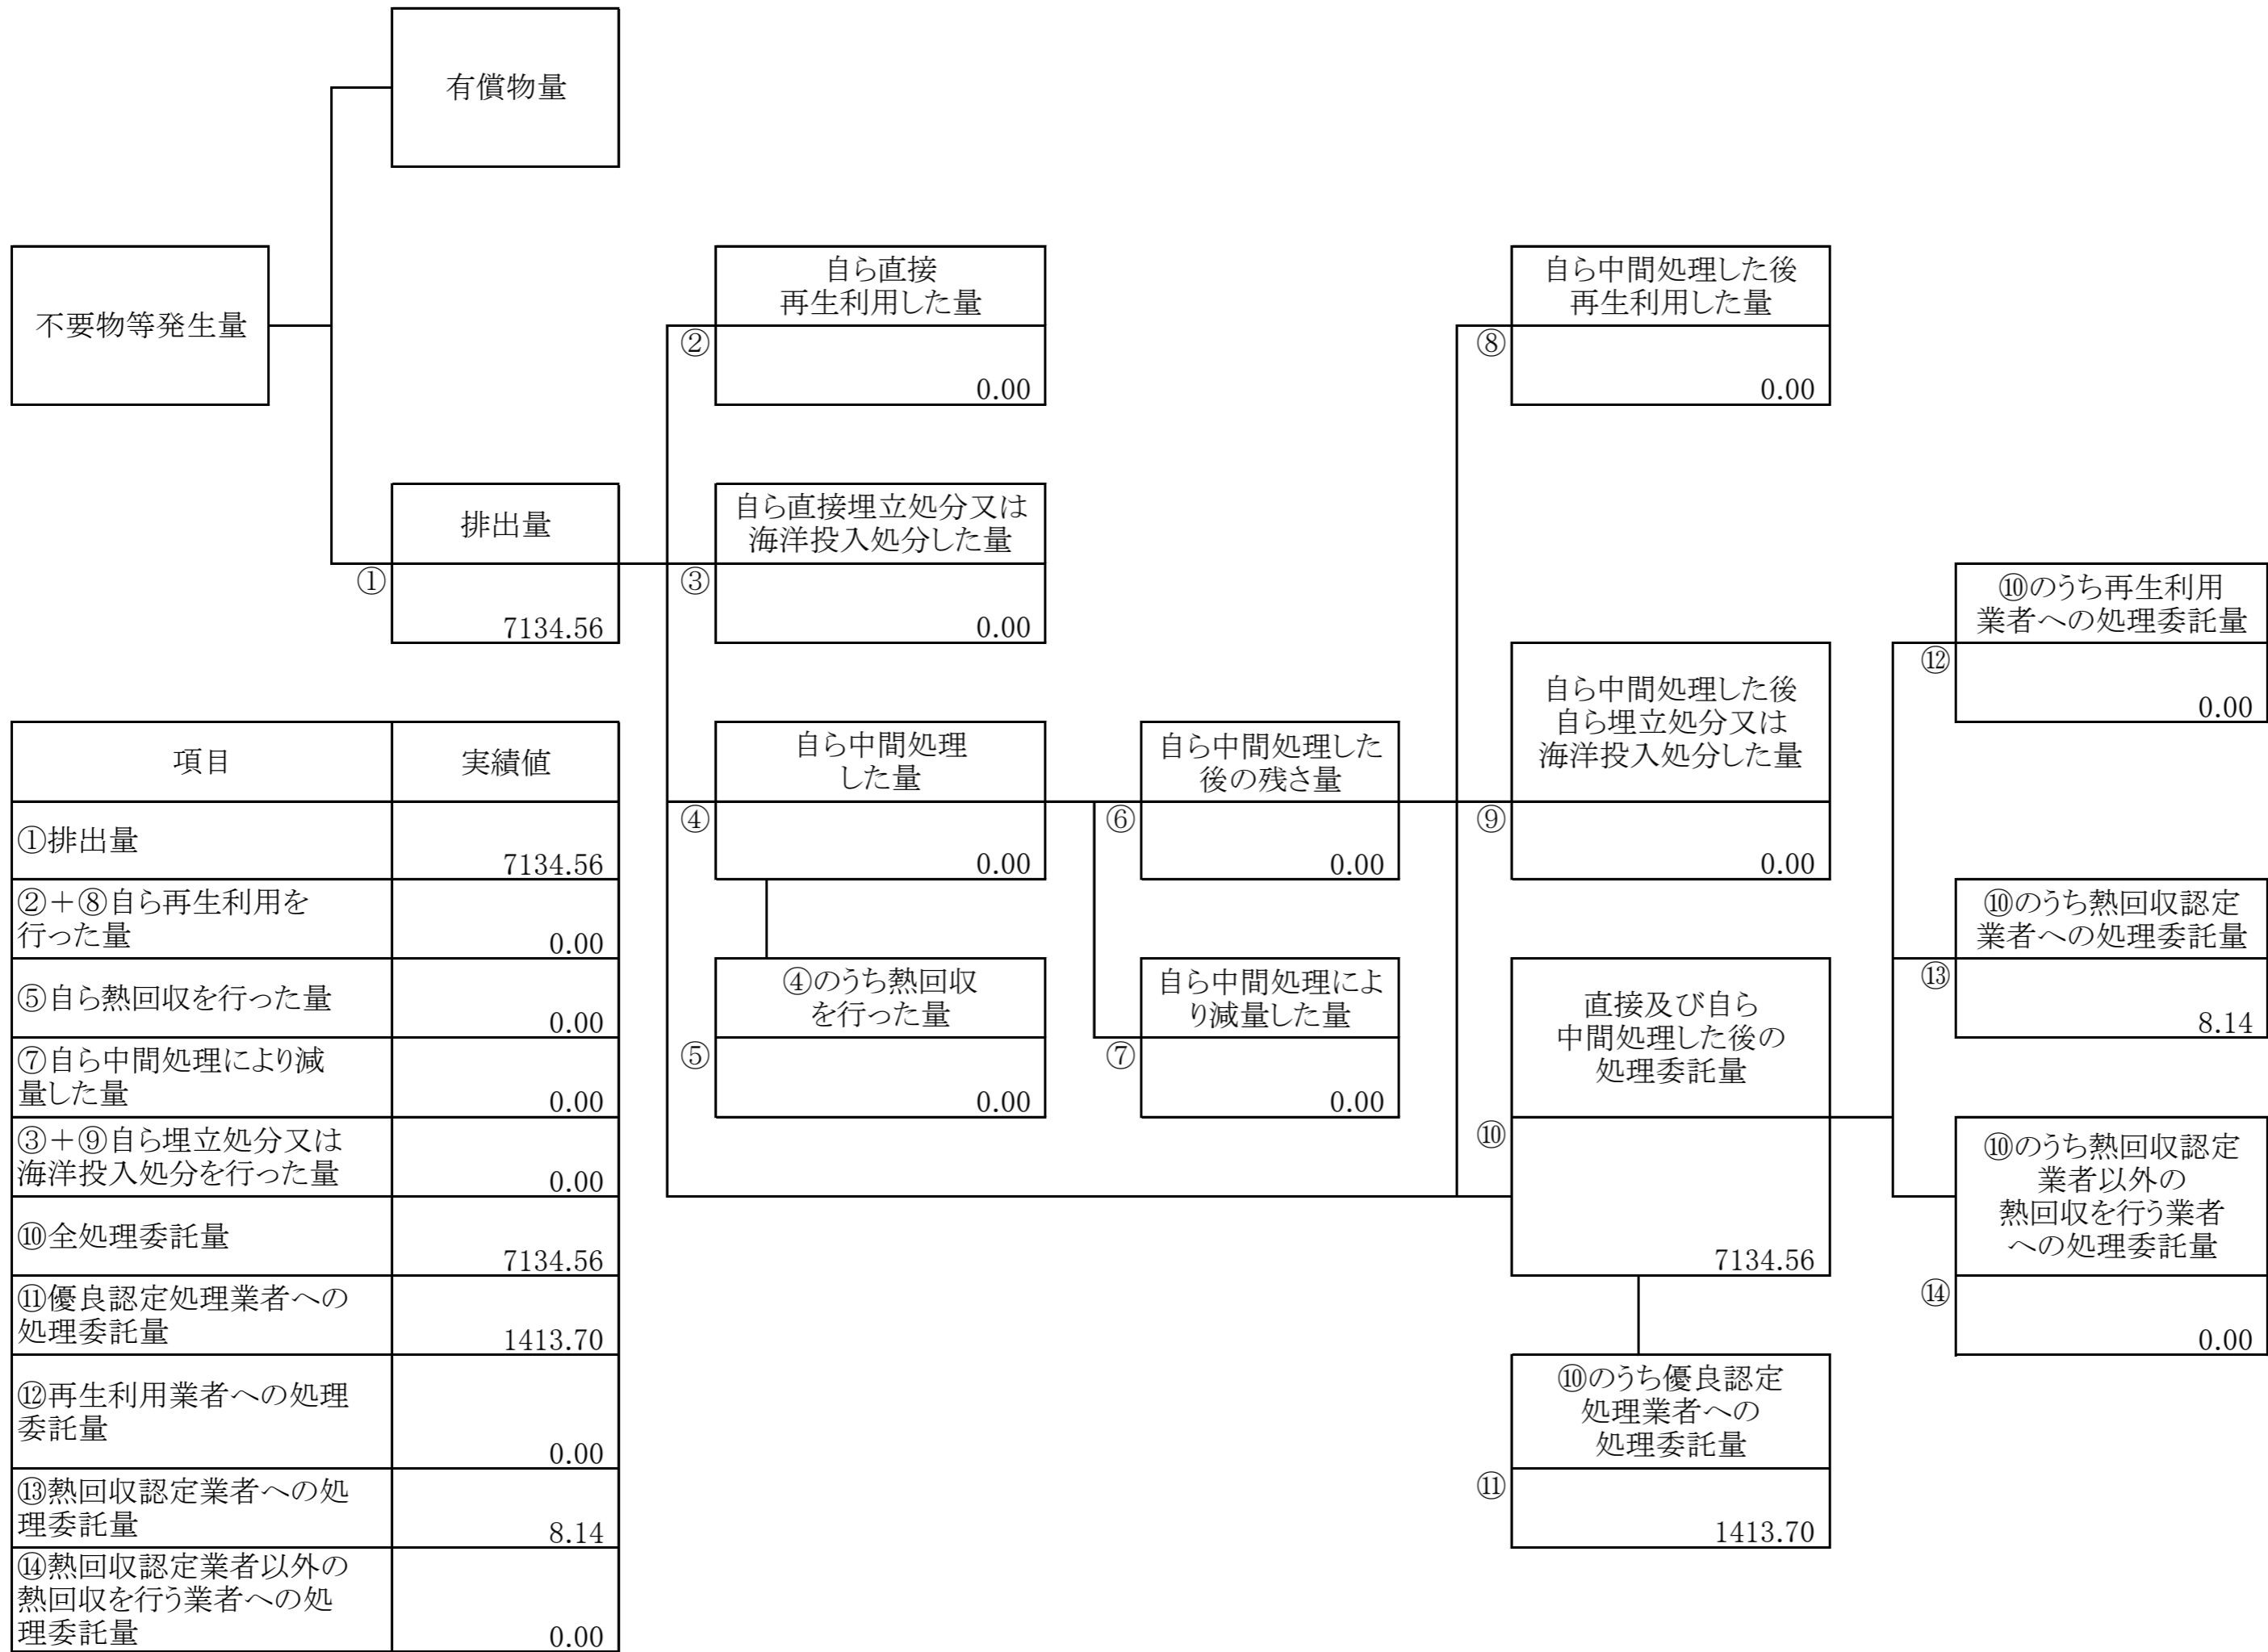 有償物量
不要物等発生量
自ら直接
再生利用した量
②
0.00
自ら中間処理した後
再生利用した量
⑧
0.00
排出量
①
7134.56
自ら直接埋立処分又は
海洋投入処分した量
③
0.00
⑩のうち再生利用
業者への処理委託量
⑫
0.00
自ら中間処理
した量
④
0.00
自ら中間処理した
後の残さ量
⑥
0.00
自ら中間処理した後
自ら埋立処分又は
海洋投入処分した量
⑨
0.00
⑩のうち熱回収認定
業者への処理委託量
⑬
8.14
④のうち熱回収
を行った量
⑤
0.00
自ら中間処理によ
り減量した量
⑦
0.00
直接及び自ら
中間処理した後の
処理委託量
⑩
7134.56
⑩のうち熱回収認定
業者以外の
熱回収を行う業者
への処理委託量
⑭
0.00
⑩のうち優良認定
処理業者への
処理委託量
⑪
1413.70
項目 実績値
①排出量
7134.56
②+⑧自ら再生利用を
行った量
0.00
⑤自ら熱回収を行った量
0.00
⑦自ら中間処理により減
量した量
0.00
③+⑨自ら埋立処分又は
海洋投入処分を行った量
0.00
⑩全処理委託量
7134.56
⑪優良認定処理業者への
処理委託量
1413.70
⑫再生利用業者への処理
委託量
0.00
⑬熱回収認定業者への処
理委託量
8.14
⑭熱回収認定業者以外の
熱回収を行う業者への処
理委託量
0.00